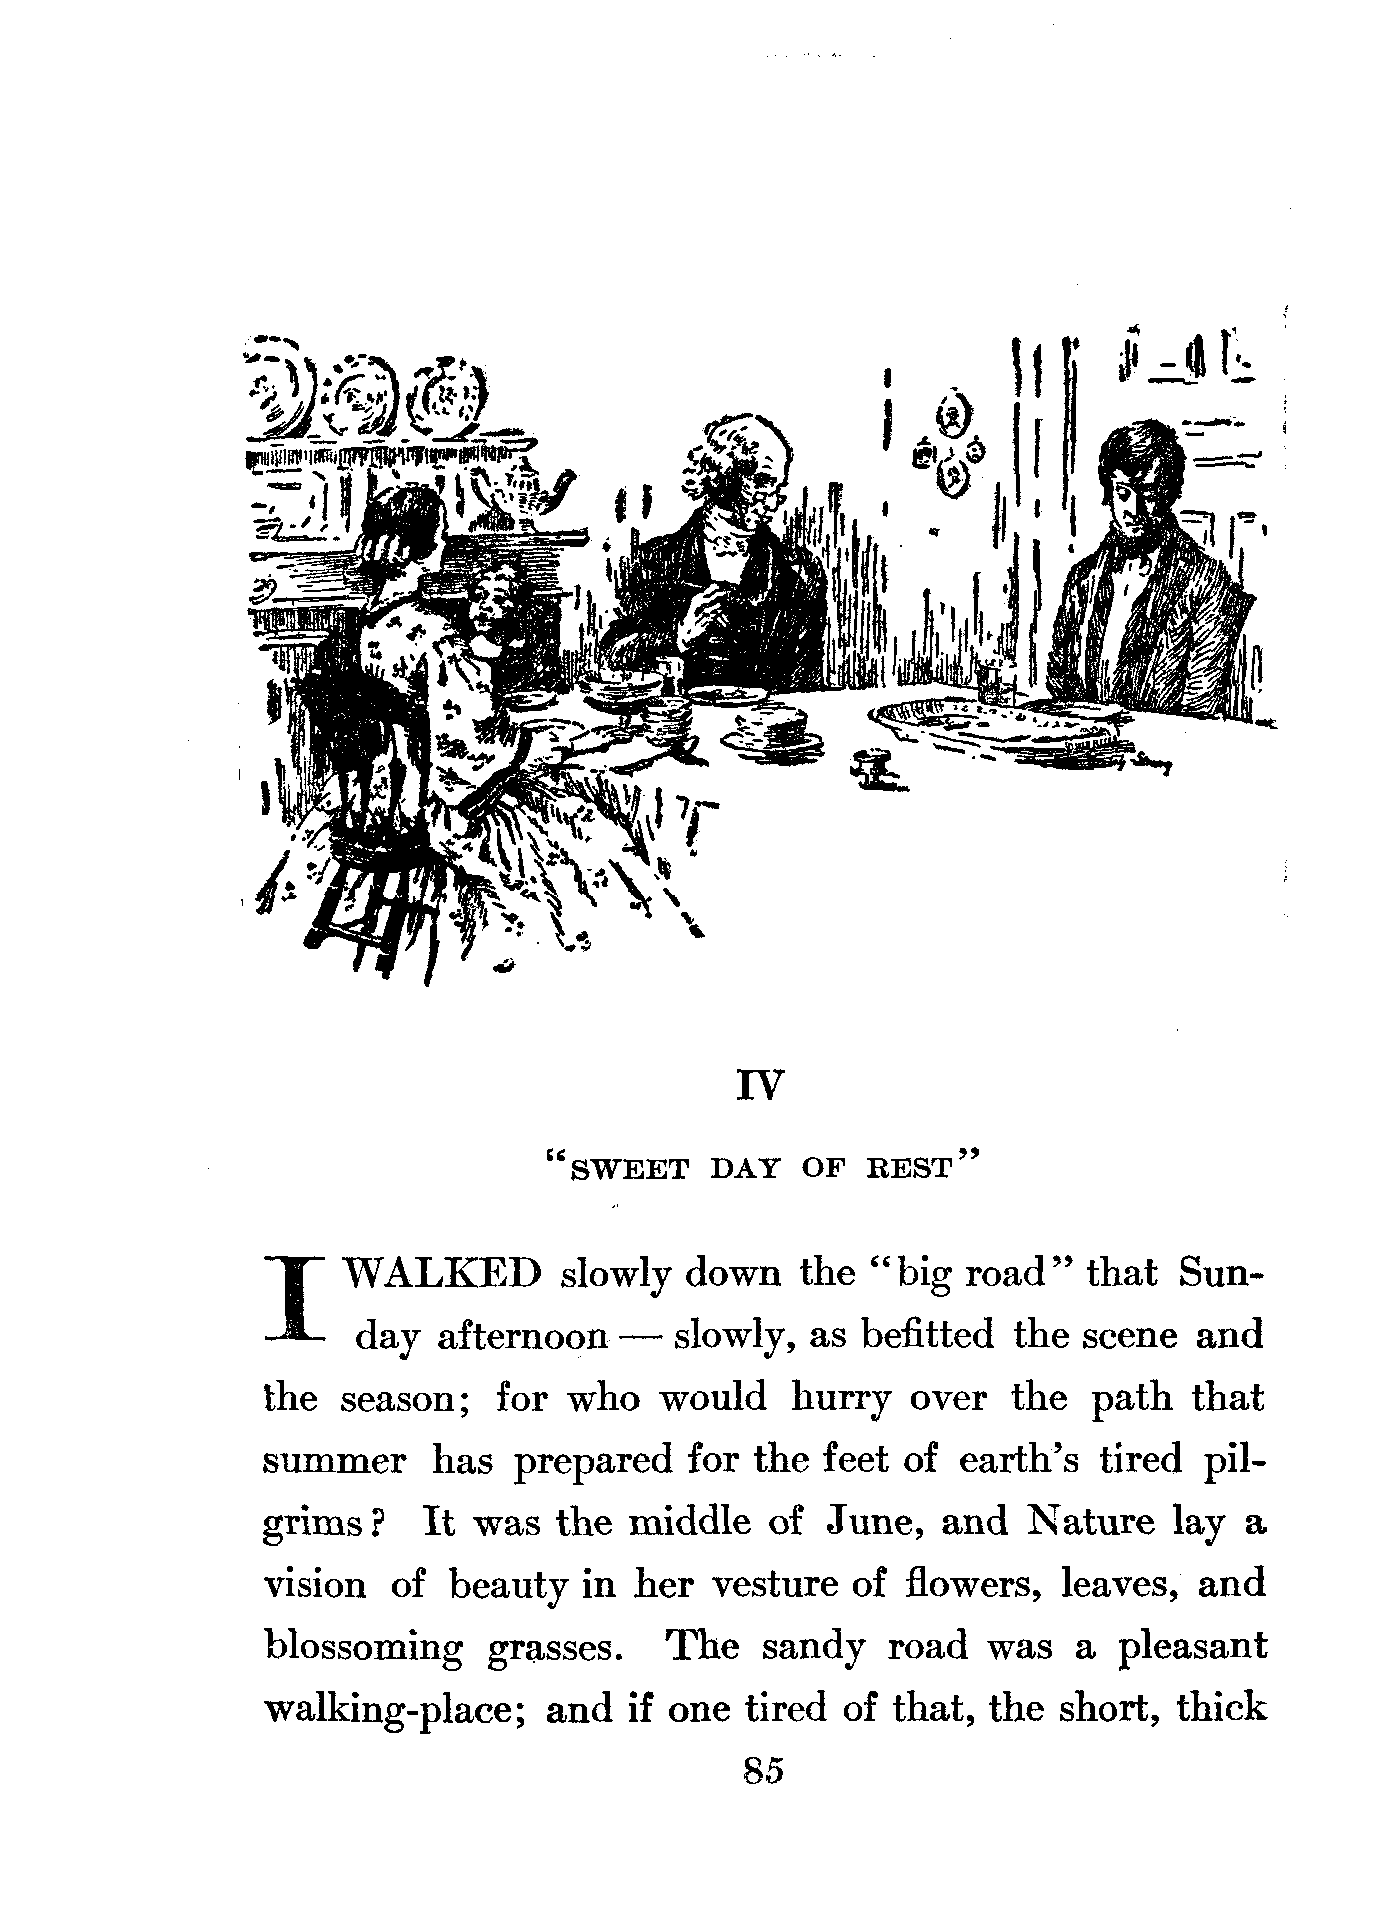 IV
"SWEET DAY OF REST"
I WALKED slowly down the "big road" that Sun-
day afternoon — slowly, as befitted the scene and
the season; for who would hurry over the path that
summer has prepared for the feet of earth's tired pil-
grims? It was the middle of June, and Nature lay a
vision of beauty in her vesture of flowers, leaves, and
blossoming grasses. The sandy road was a pleasant
walking-place; and if one tired of that, the short, thick
85